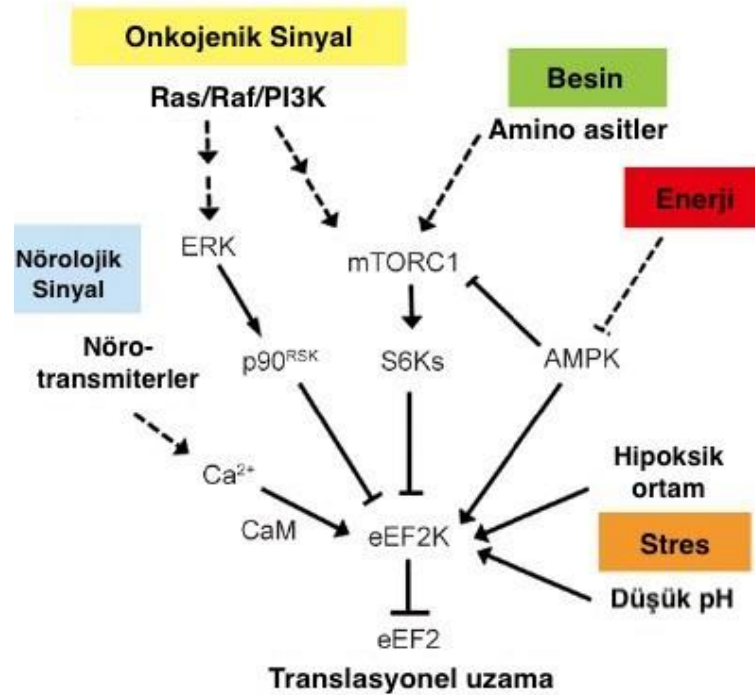 Onkojenik Sinyal
Ras/Raf/PI3K
Besin
Amino asitler
Enerji
ERK
mTORC1
Nörolojik
Sinyal
Nöro-
transmiterler
p90RSK
S6Ks
AMPK
Ca2+
CaM
eEF2K
Hipoksik
ortam
Stres
Düşük pH
eEF2
Translasyonel uzama